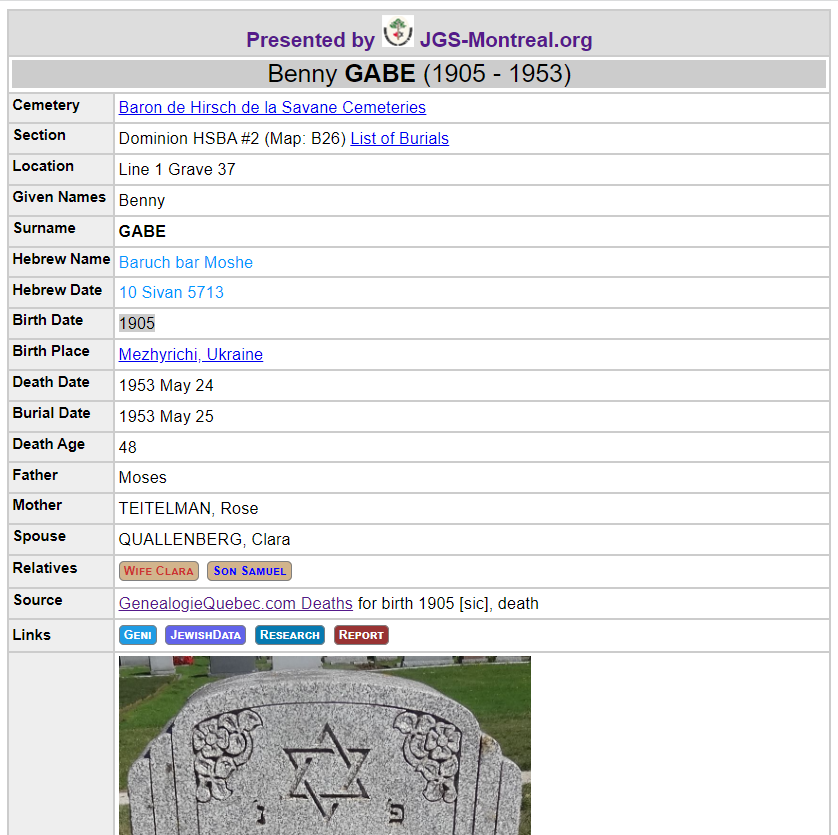 Presented by JGS-Montreal.org
Benny GABE (1905 - 1953)
Cemetery Baron de Hirsch de la Savane Cemeteries
Section Dominion HSBA #2 (Map: B26) List of Burials
Location Line 1 Grave 37
Given Names Benny
Surname GABE
Hebrew Name Baruch bar Moshe
Hebrew Date 10 Sivan 5713
Birth Date 1905
Birth Place Mezhyrichi, Ukraine
Death Date 1953 May 24
Burial Date 1953 May 25
Death Age 48
Father Moses
Mother TEITELMAN, Rose
Spouse QUALLENBERG, Clara
Relatives WIFE CLARA SON SAMUEL
Source GenealogieQuebec.com Deaths for birth 1905 [sic], death
Links GENI JEWISHDATA RESEARCH REPORT
פ נ